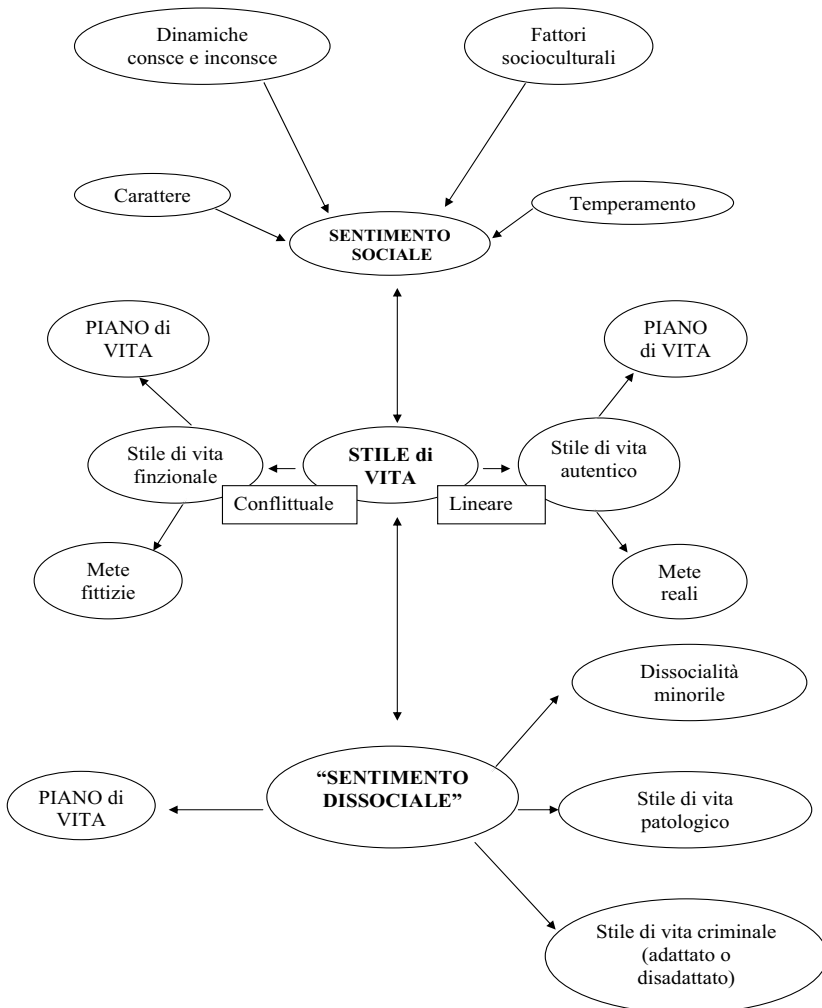 Dinamiche
consce e inconsce
Fattori
socioculturali
Carattere
Temperamento
SENTIMENTO
SOCIALE
PIANO di
VITA
PIANO
di VITA
Stile di vita
finzionale
STILE di
VITA
Stile di vita
autentico
Conflittuale
Lineare
Mete
fittizie
Mete
reali
Dissocialità
minorile
“SENTIMENTO
DISSOCIALE”
PIANO di
VITA
Stile di vita
patologico
Stile di vita criminale
(adattato o
disadattato)